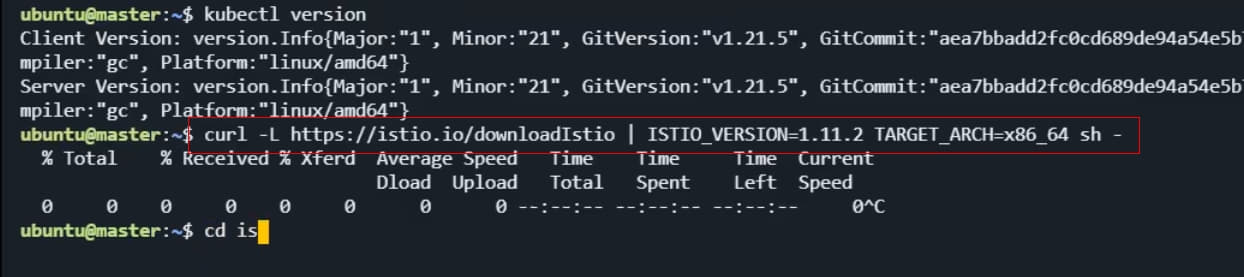 ubuntu@master:~$ kubectl version
Client Version: version.Info{Major:"1", Minor:"21", GitVersion:"v1.21.5", GitCommit:"aea7bbadd2fc0cd689de94a54e5b7
mpiler:"gc", Platform:"linux/amd64"}
Server Version: version.Info{Major:"1", Minor:"21", GitVersion:"v1.21.5", GitCommit:"aea7bbadd2fc0cd689de94a54e5b7
mpiler:"gc", Platform:"linux/amd64"}
ubuntu@master:~$ curl -L https://istio.io/downloadIstio | ISTIO_VERSION=1.11.2 TARGET_ARCH=x86_64 sh -
  % Total    % Received % Xferd  Average Speed   Time    Time     Time  Current
                                 Dload  Upload   Total   Spent    Left  Speed
  0     0    0     0    0     0      0      0 --:--:-- --:--:-- --:--:--     0^C
ubuntu@master:~$ cd is